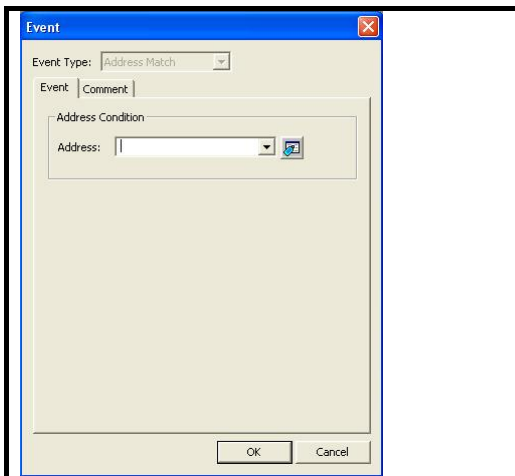 Event
Event Type: Address Match
Event Comment
Address Condition
Address:
OK Cancel